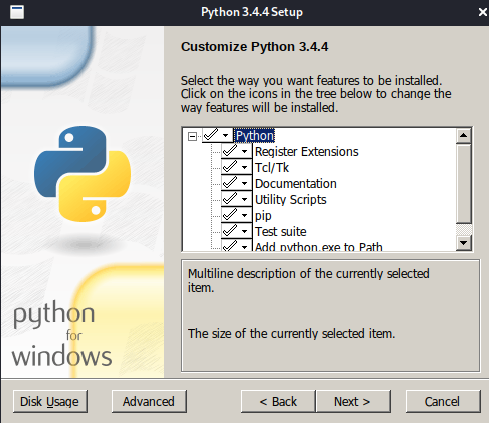 Python 3.4.4 Setup
Customize Python 3.4.4
Select the way you want features to be installed.
Click on the icons in the tree below to change the
way features will be installed.
Python
Register Extensions
Tcl/Tk
Documentation
Utility Scripts
pip
Test suite
Add python.exe to Path
Multiline description of the currently selected
item.
The size of the currently selected item.
python
for
windows
Disk Usage
Advanced
< Back
Next >
Cancel